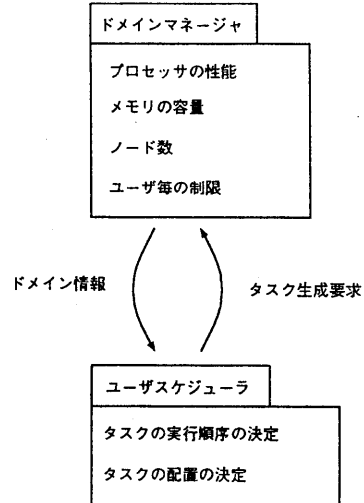 ドメインマネージャ
プロセッサの性能
メモリの容量
ノード数
ユーザ毎の制限
ドメイン情報
タスク生成要求
ユーザスケジューラ
タスクの実行順序の決定
タスクの配置の決定